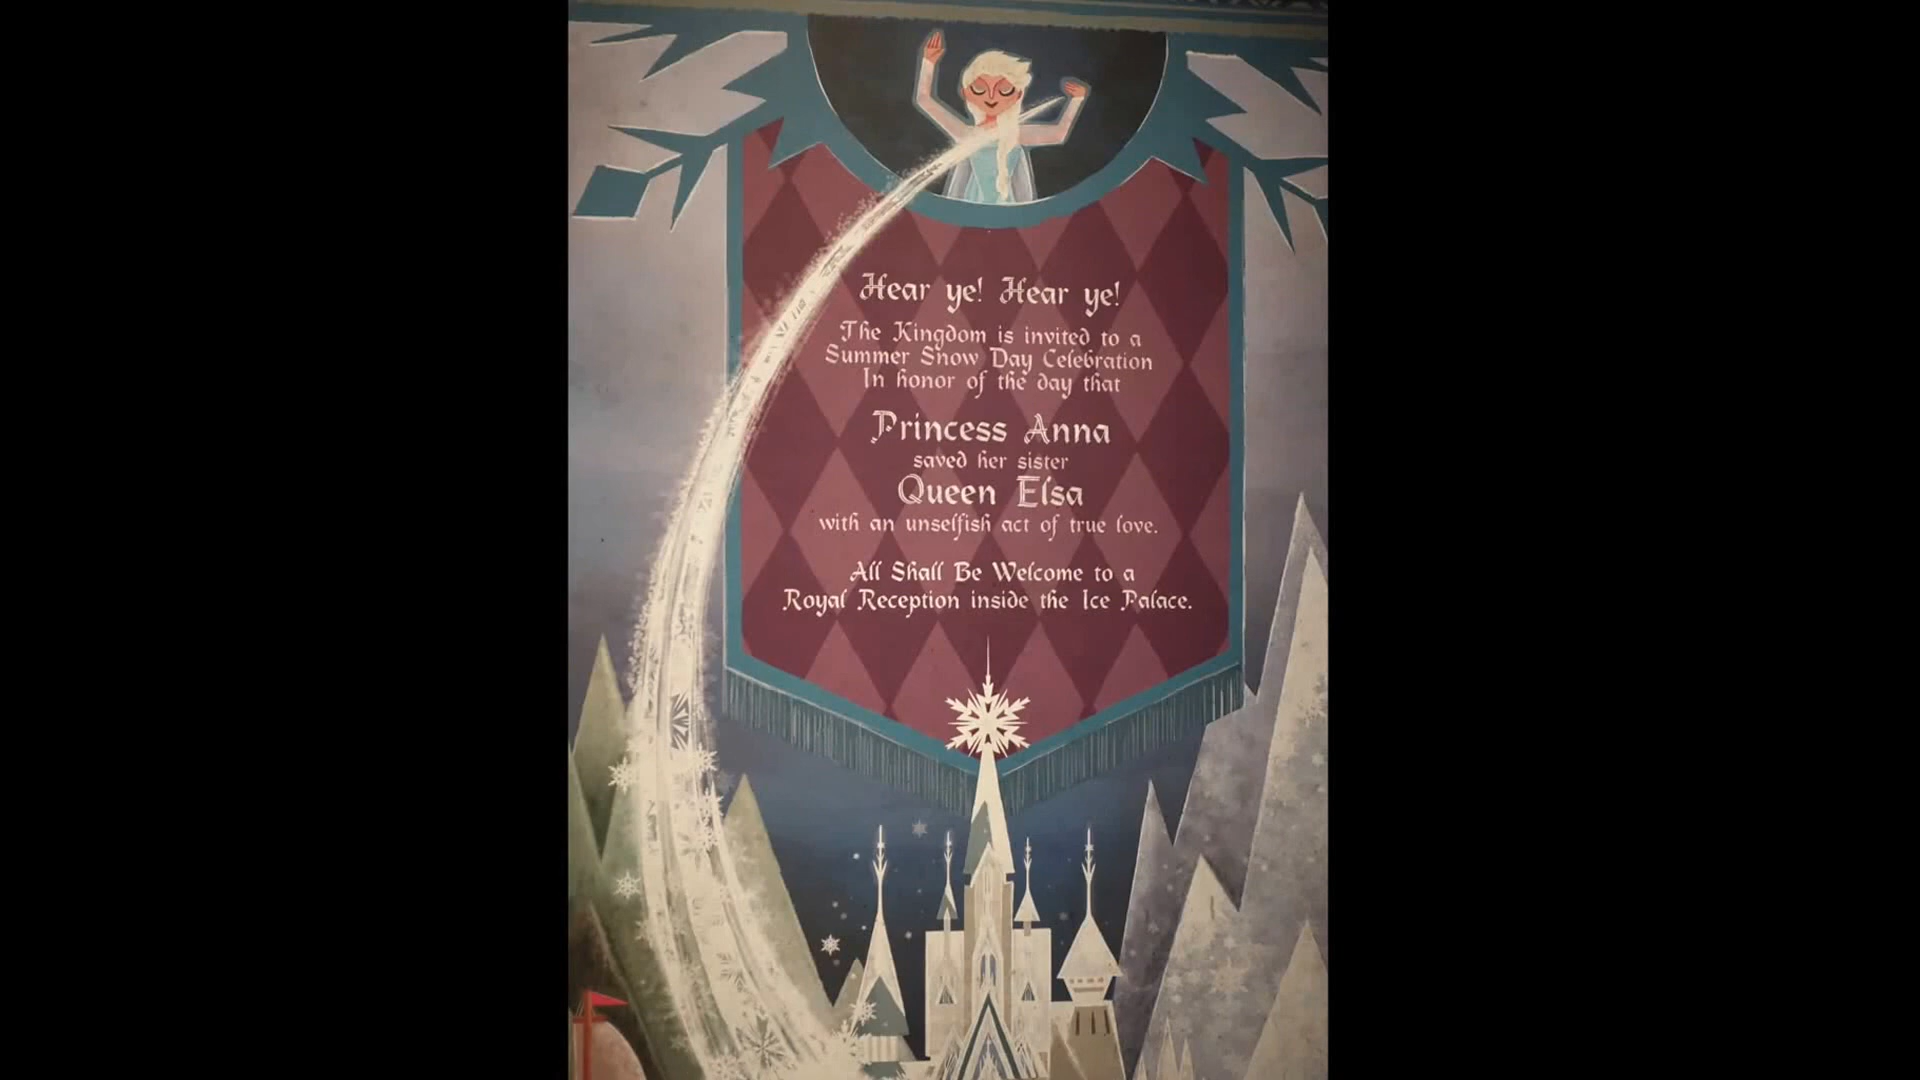 Hear ye! Hear ye!
The Kingdom is invited to a
Summer Snow Day Celebration
In honor of the day that
Princess Anna
saved her sister
Queen Elsa
with an unselfish act of true love.
All Shall Be Welcome to a
Royal Reception inside the Ice Palace.